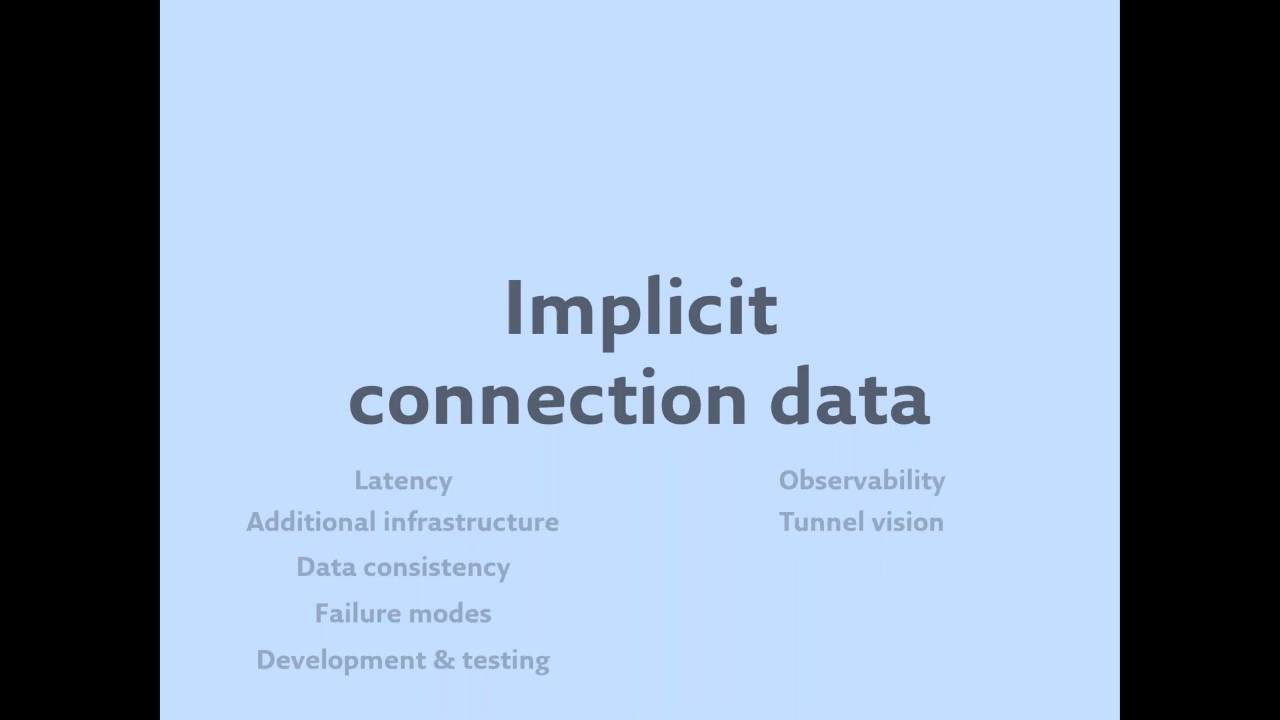 Implicit
connection data
Latency
Additional infrastructure
Data consistency
Failure modes
Development & testing
Observability
Tunnel vision